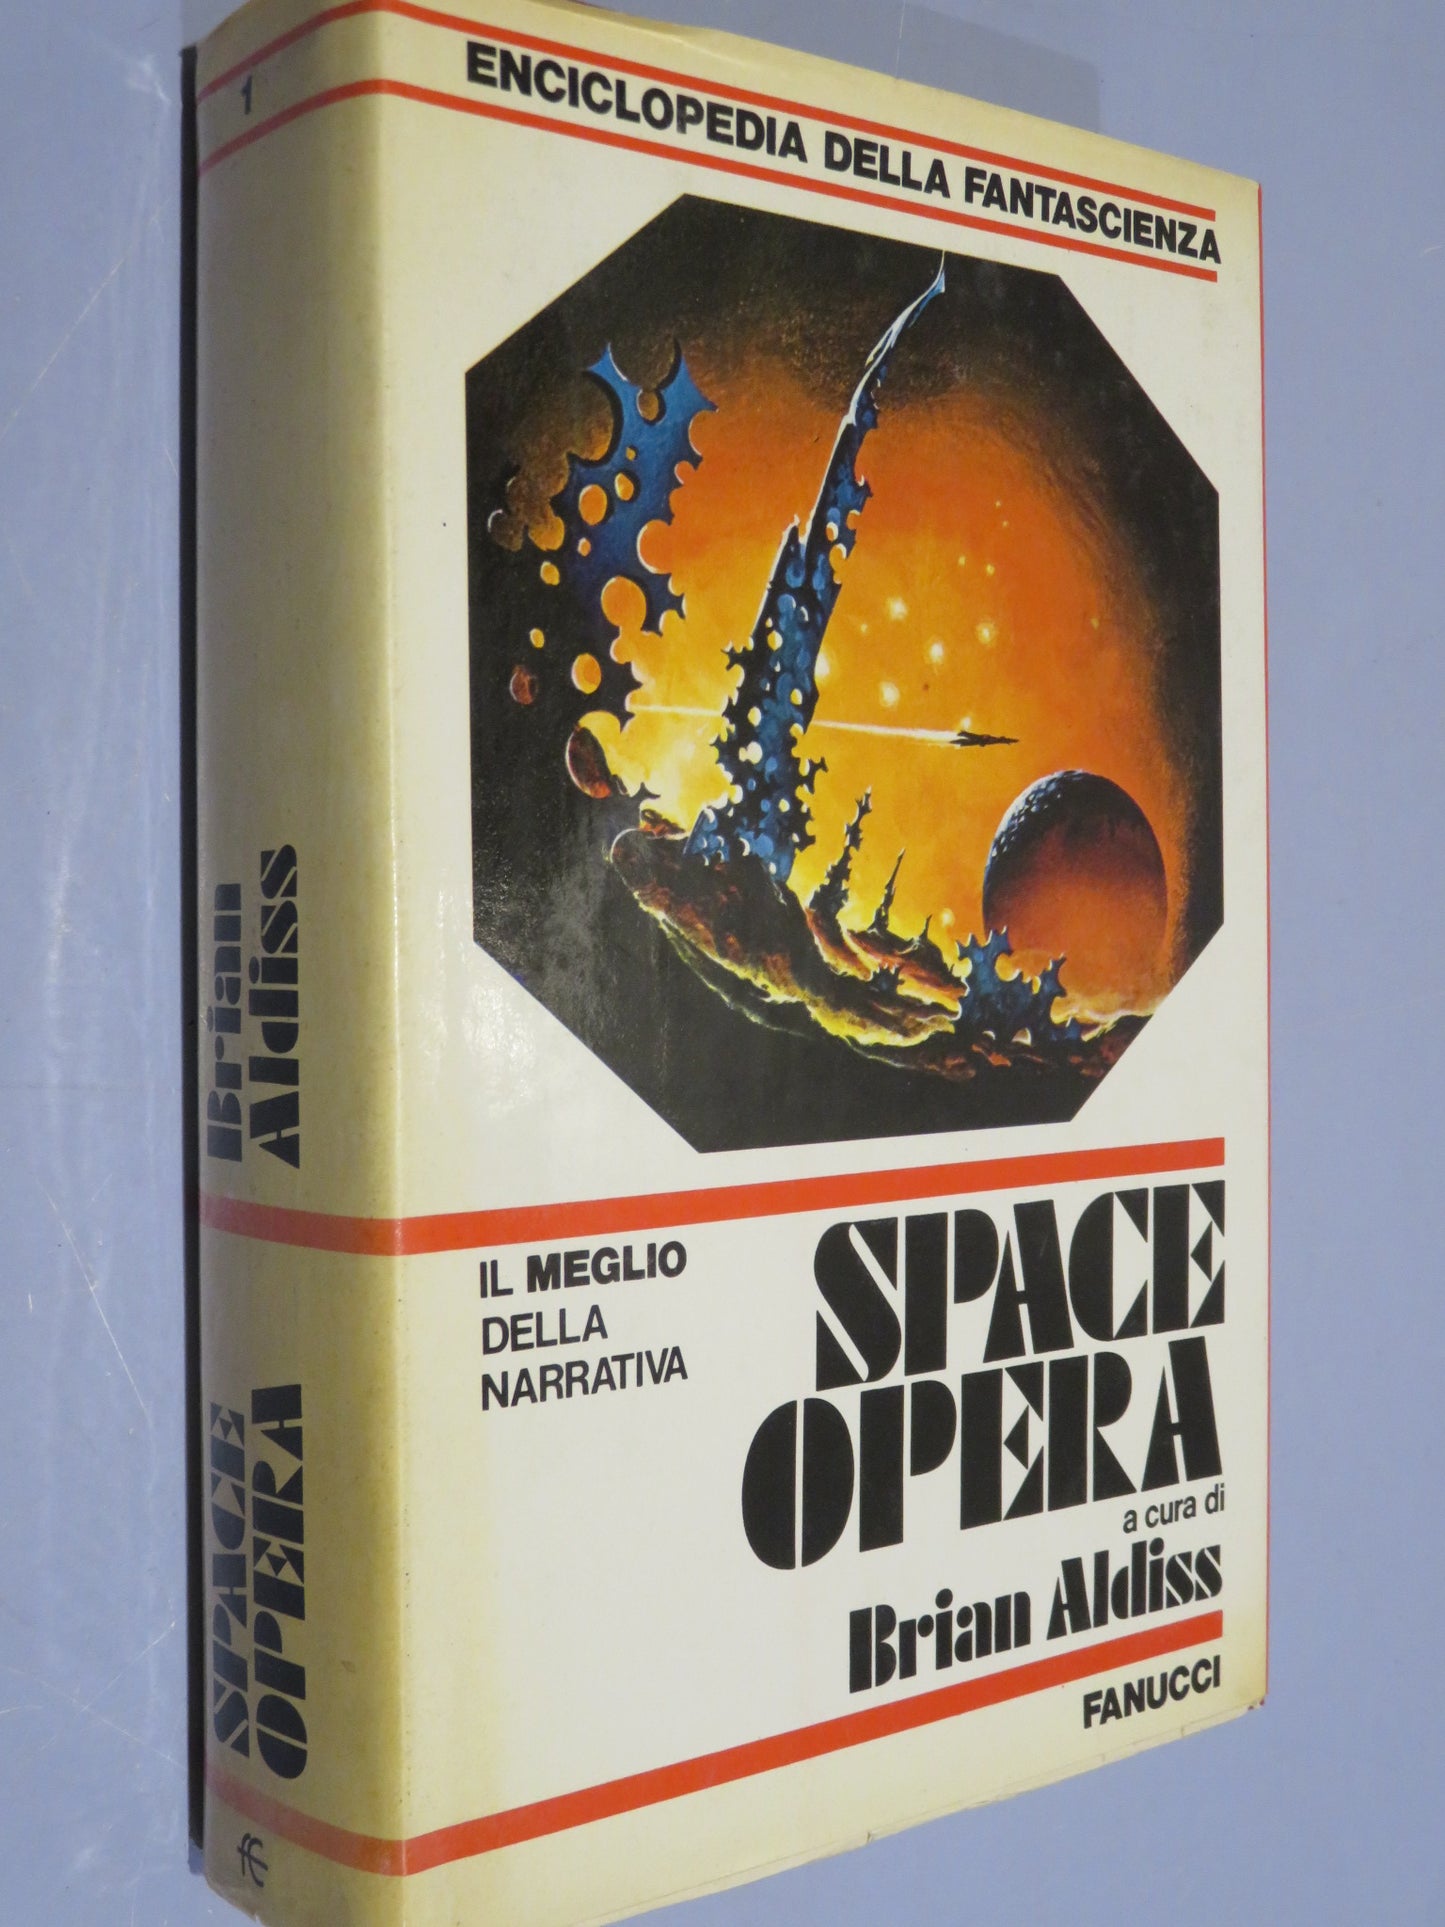 1
Brian
Aldiss
SPACE
OPERA
fE
ENCICLOPEDIA DELLA FANTASCIENZA
IL MEGLIO
DELLA
NARRATIVA
SPACE
OPERA
a cura di
Brian Aldiss
FANUCCI